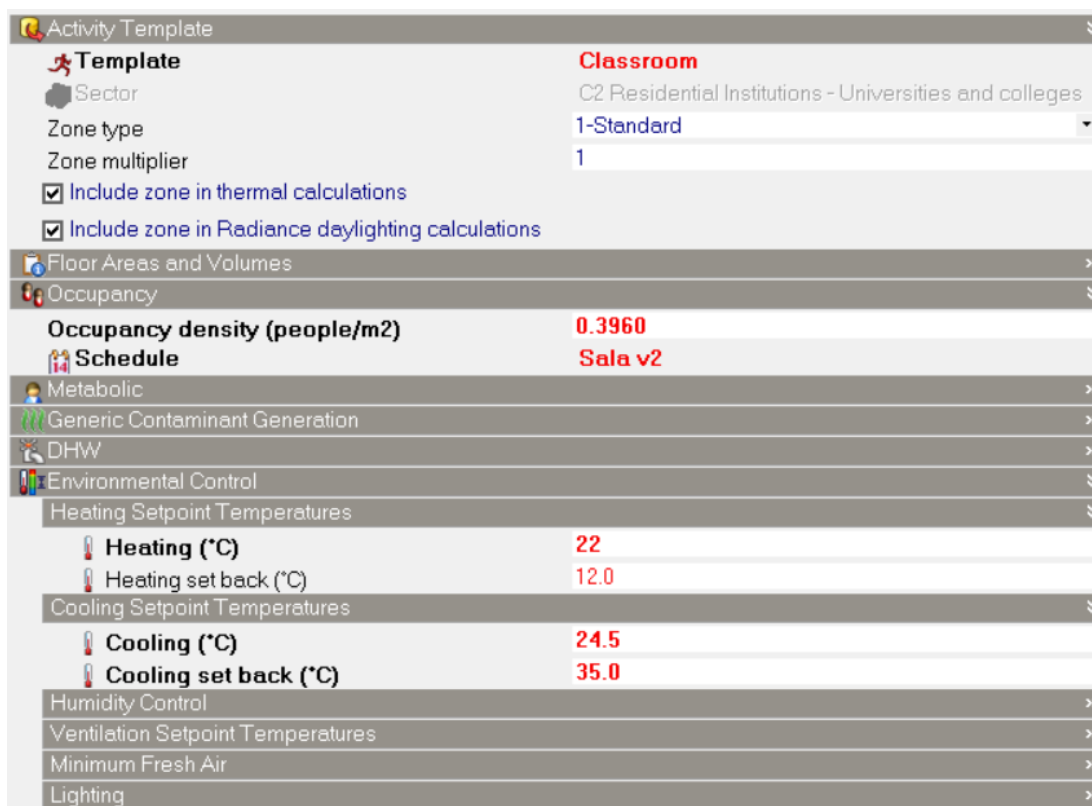 Activity Template
Template Classroom
Sector C2 Residential Institutions - Universities and colleges
Zone type 1-Standard
Zone multiplier 1
Include zone in thermal calculations
Include zone in Radiance daylighting calculations
Floor Areas and Volumes
Occupancy
Occupancy density (people/m2) 0.3960
14 Schedule Sala v2
Metabolic
Generic Contaminant Generation
DHW
Environmental Control
Heating Setpoint Temperatures
Heating (°C) 22
Heating set back (°C) 12.0
Cooling Setpoint Temperatures
Cooling (°C) 24.5
Cooling set back (°C) 35.0
Humidity Control
Ventilation Setpoint Temperatures
Minimum Fresh Air
Lighting